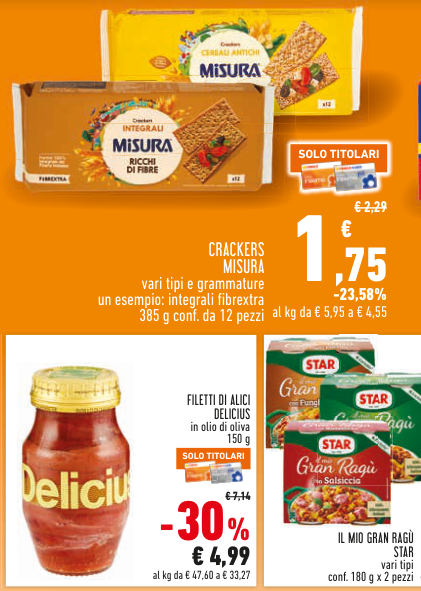 Crackers
CEREALI ANTICHI
MiSURA
x12
Crackers
INTEGRALI
MiSURA
RICCHI
DI FIBRE
FIBREXTRA
x12
SOLO TITOLARI
€ 2,29
€
1,75
-23,58%
CRACKERS
MISURA
vari tipi e grammature
un esempio: integrali fibrextra
385 g conf. da 12 pezzi
al kg da € 5,95 a € 4,55
Delicius
FILETTI DI ALICI
DELICIUS
in olio di oliva
150 g
SOLO TITOLARI
€ 7,14
-30%
€ 4,99
al kg da € 47,60 a € 33,27
STAR
il mio
Gran
con Funghi
STAR
Ragù
STAR
il mio
Gran Ragù
con Salsiccia
IL MIO GRAN RAGÙ
STAR
vari tipi
conf. 180 g x 2 pezzi